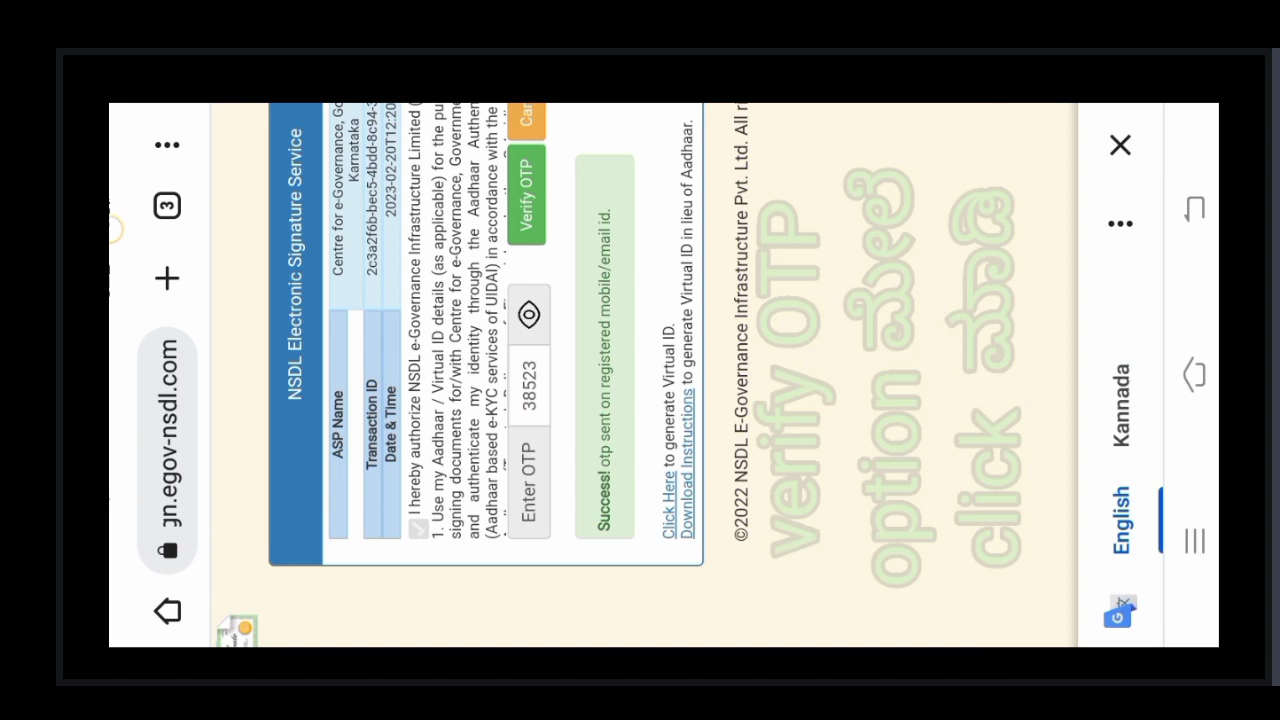 ɟn.egov-nsdl.com
3
NSDL Electronic Signature Service
ASP Name
Centre for e-Governance, Go
Karnataka
Transaction ID
2c3a2f6b-bec5-4bdd-8c94-
Date & Time
2023-02-20T12:20
I hereby authorize NSDL e-Governance Infrastructure Limited (
1. Use my Aadhaar / Virtual ID details (as applicable) for the pu
signing documents for/with Centre for e-Governance, Governme
and authenticate my identity through the Aadhaar Authen
(Aadhaar based e-KYC services of UIDAI) in accordance with the
Enter OTP
38523
Verify OTP
Can
Success! otp sent on registered mobile/email id.
Click Here to generate Virtual ID.
Download Instructions to generate Virtual ID in lieu of Aadhaar.
©2022 NSDL E-Governance Infrastructure Pvt. Ltd. All ri
verify OTP
option ಮೇಲೆ
click ಮಾಡಿ
English Kannada